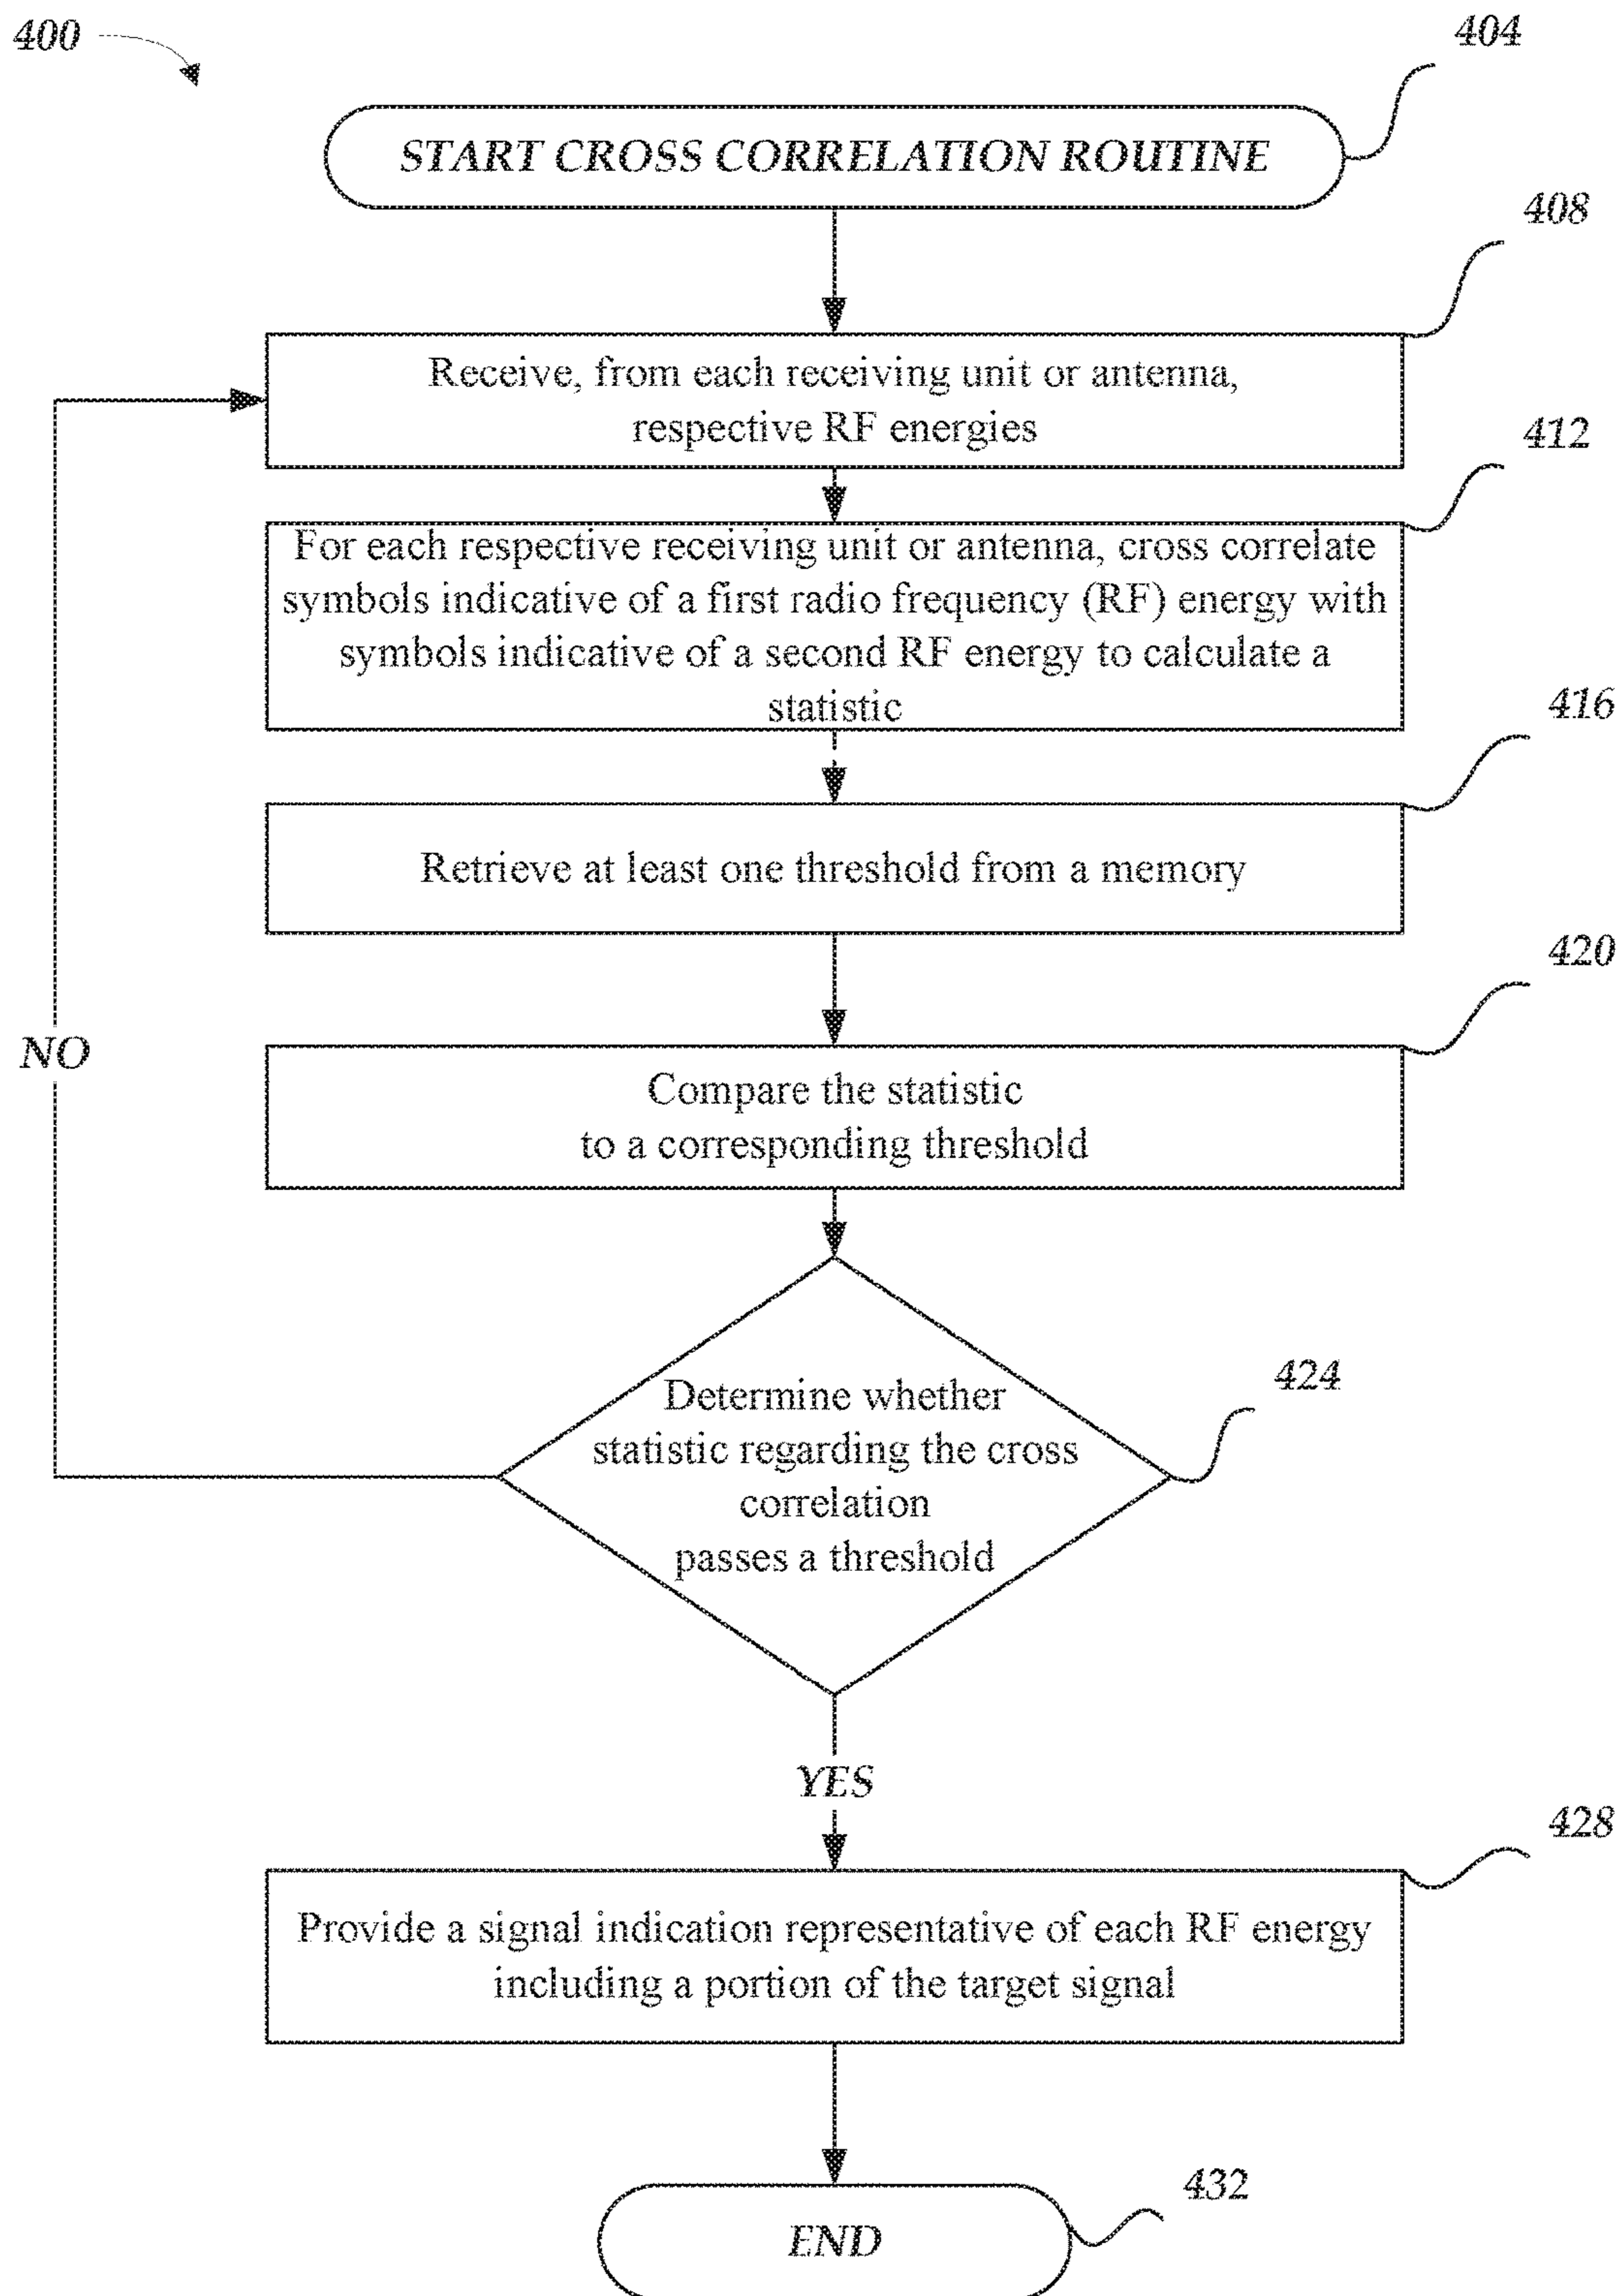 400
404
START CROSS CORRELATION ROUTINE
408
Receive, from each receiving unit or antenna,
respective RF energies
412
For each respective receiving unit or antenna, cross correlate
symbols indicative of a first radio frequency (RF) energy with
symbols indicative of a second RF energy to calculate a
statistic
416
Retrieve at least one threshold from a memory
420
NO
Compare the statistic
to a corresponding threshold
424
Determine whether
statistic regarding the cross
correlation
passes a threshold
YES
428
Provide a signal indication representative of each RF energy
including a portion of the target signal
432
END